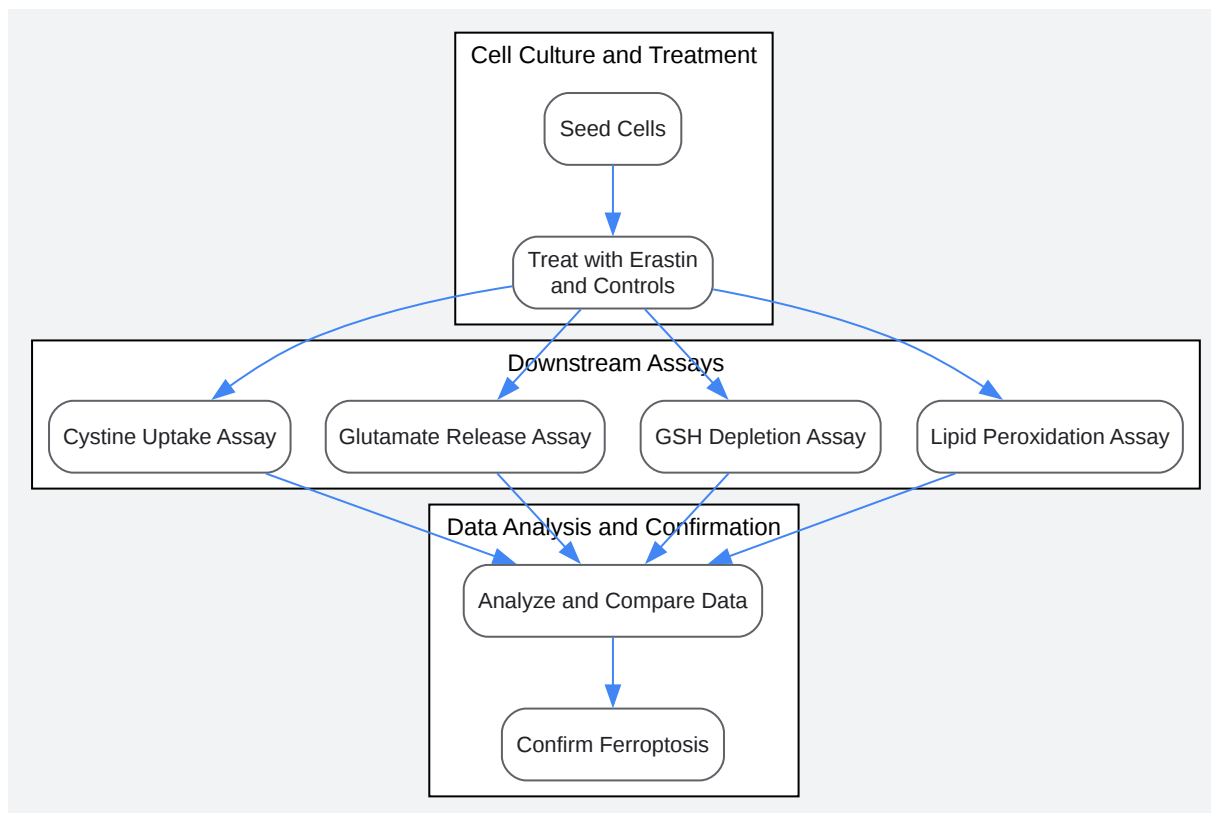 Cell Culture and Treatment
Seed Cells
Treat with Erastin
and Controls
Downstream Assays
Cystine Uptake Assay
Glutamate Release Assay
GSH Depletion Assay
Lipid Peroxidation Assay
Data Analysis and Confirmation
Analyze and Compare Data
Confirm Ferroptosis